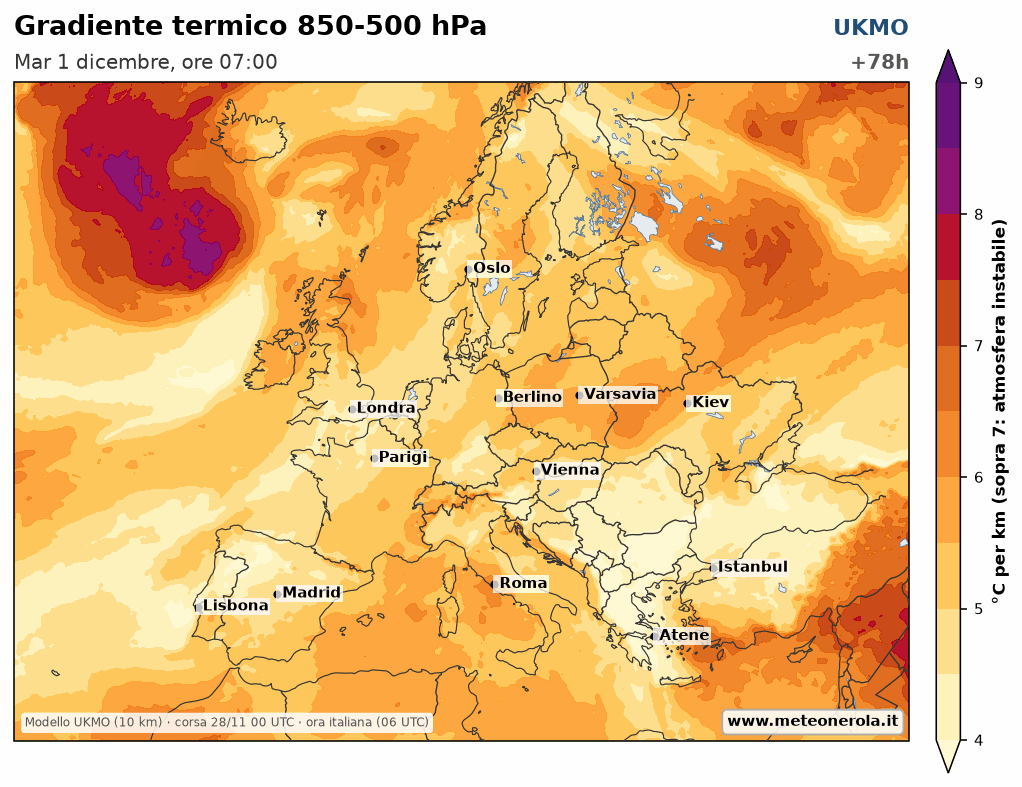 Gradiente termico 850-500 hPa
UKMO
Mar 1 dicembre, ore 07:00
+78h
9
8
7
6
5
4
°C per km (sopra 7: atmosfera instabile)
Oslo
Berlino
Varsavia
Kiev
Londra
Parigi
Vienna
Istanbul
Roma
Madrid
Lisbona
Atene
Modello UKMO (10 km) · corsa 28/11 00 UTC · ora italiana (06 UTC)
www.meteonerola.it